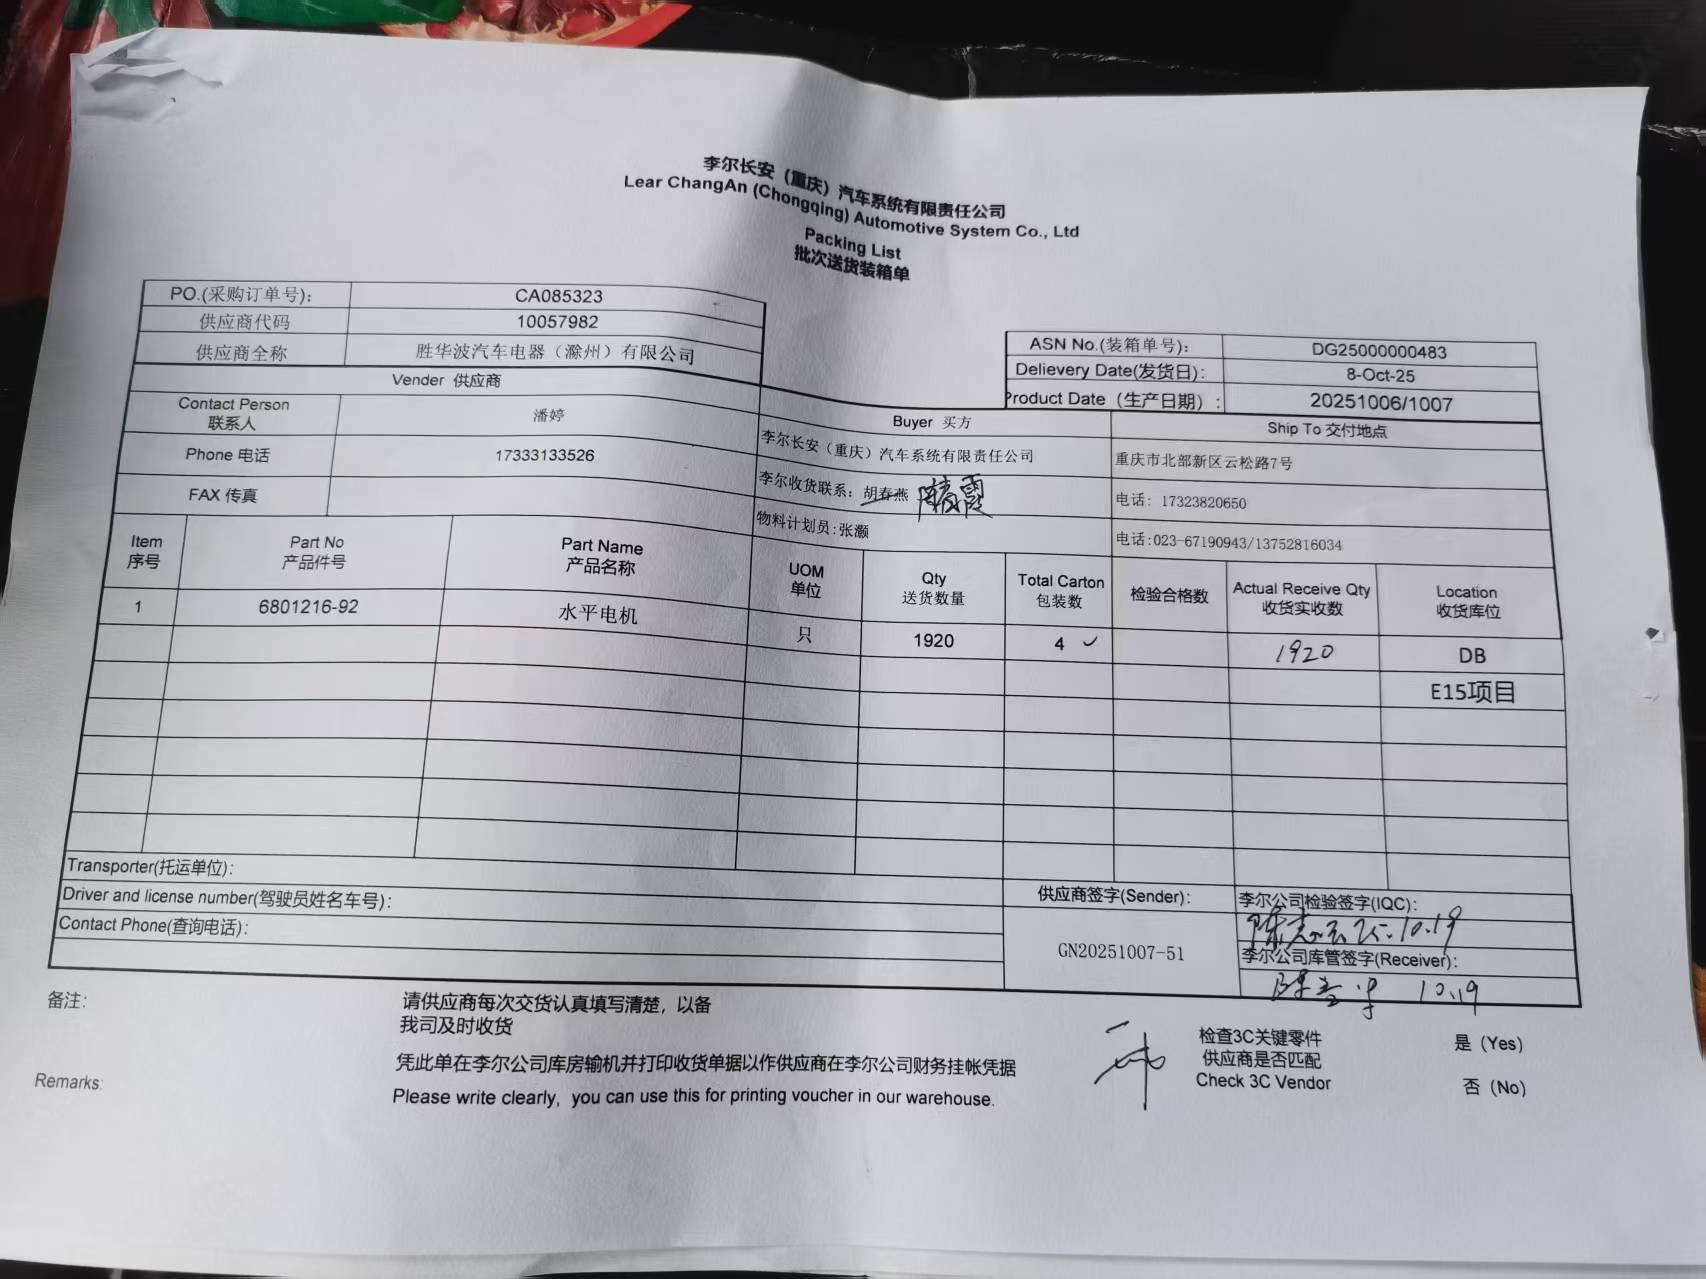 李尔长安（重庆）汽车系统有限责任公司
Lear ChangAn (Chongqing) Automotive System Co., Ltd
Packing List
批次送货装箱单
PO.(采购订单号): CA085323
供应商代码 10057982
供应商全称 胜华波汽车电器（滁州）有限公司
ASN No.(装箱单号): DG25000000483
Delievery Date(发货日): 8-Oct-25
Product Date（生产日期）: 20251006/1007
Vender 供应商
Buyer 买方
Ship To 交付地点
Contact Person
联系人
潘婷
李尔长安（重庆）汽车系统有限责任公司
重庆市北部新区云松路7号
Phone 电话 17333133526
李尔收货联系: 胡春燕
电话: 17323820650
FAX 传真
物料计划员:张灏
电话:023-67190943/13752816034
Item
序号
Part No
产品件号
Part Name
产品名称
UOM
单位
Qty
送货数量
Total Carton
包装数
检验合格数
Actual Receive Qty
收货实收数
Location
收货库位
1 6801216-92 水平电机 只 1920 4 ✓ 1920 DB
E15项目
Transporter(托运单位):
Driver and license number(驾驶员姓名车号):
Contact Phone(查询电话):
供应商签字(Sender):
GN20251007-51
李尔公司检验签字(IQC):
10.19
李尔公司库管签字(Receiver):
10.19
备注:
请供应商每次交货认真填写清楚，以备
我司及时收货
凭此单在李尔公司库房输机并打印收货单据以作供应商在李尔公司财务挂帐凭据
Remarks:
Please write clearly, you can use this for printing voucher in our warehouse.
检查3C关键零件
供应商是否匹配
Check 3C Vendor
是（Yes）
否（No）